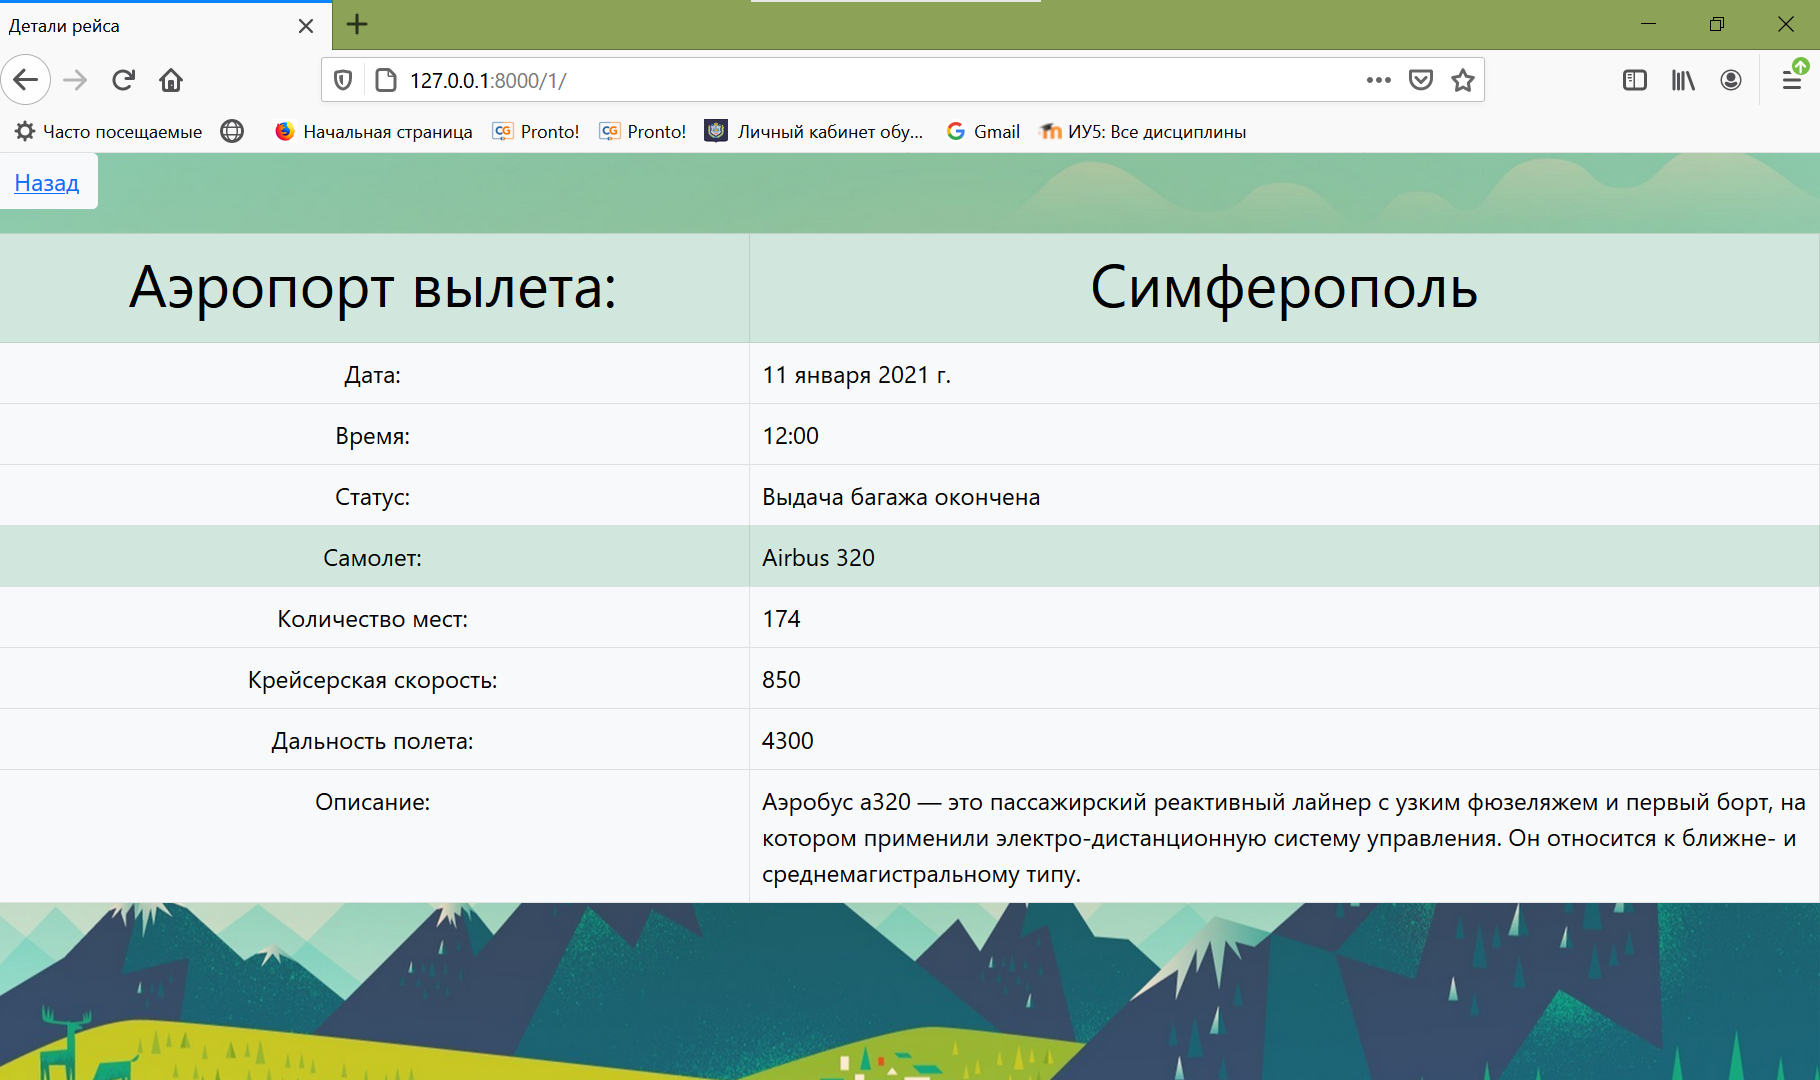 Детали рейса
127.0.0.1:8000/1/
Часто посещаемые Начальная страница Pronto! Pronto! Личный кабинет обу... Gmail ИУ5: Все дисциплины
Назад
Аэропорт вылета: Симферополь
Дата: 11 января 2021 г.
Время: 12:00
Статус: Выдача багажа окончена
Самолет: Airbus 320
Количество мест: 174
Крейсерская скорость: 850
Дальность полета: 4300
Описание: Аэробус а320 — это пассажирский реактивный лайнер с узким фюзеляжем и первый борт, на
котором применили электро-дистанционную систему управления. Он относится к ближне- и
среднемагистральному типу.